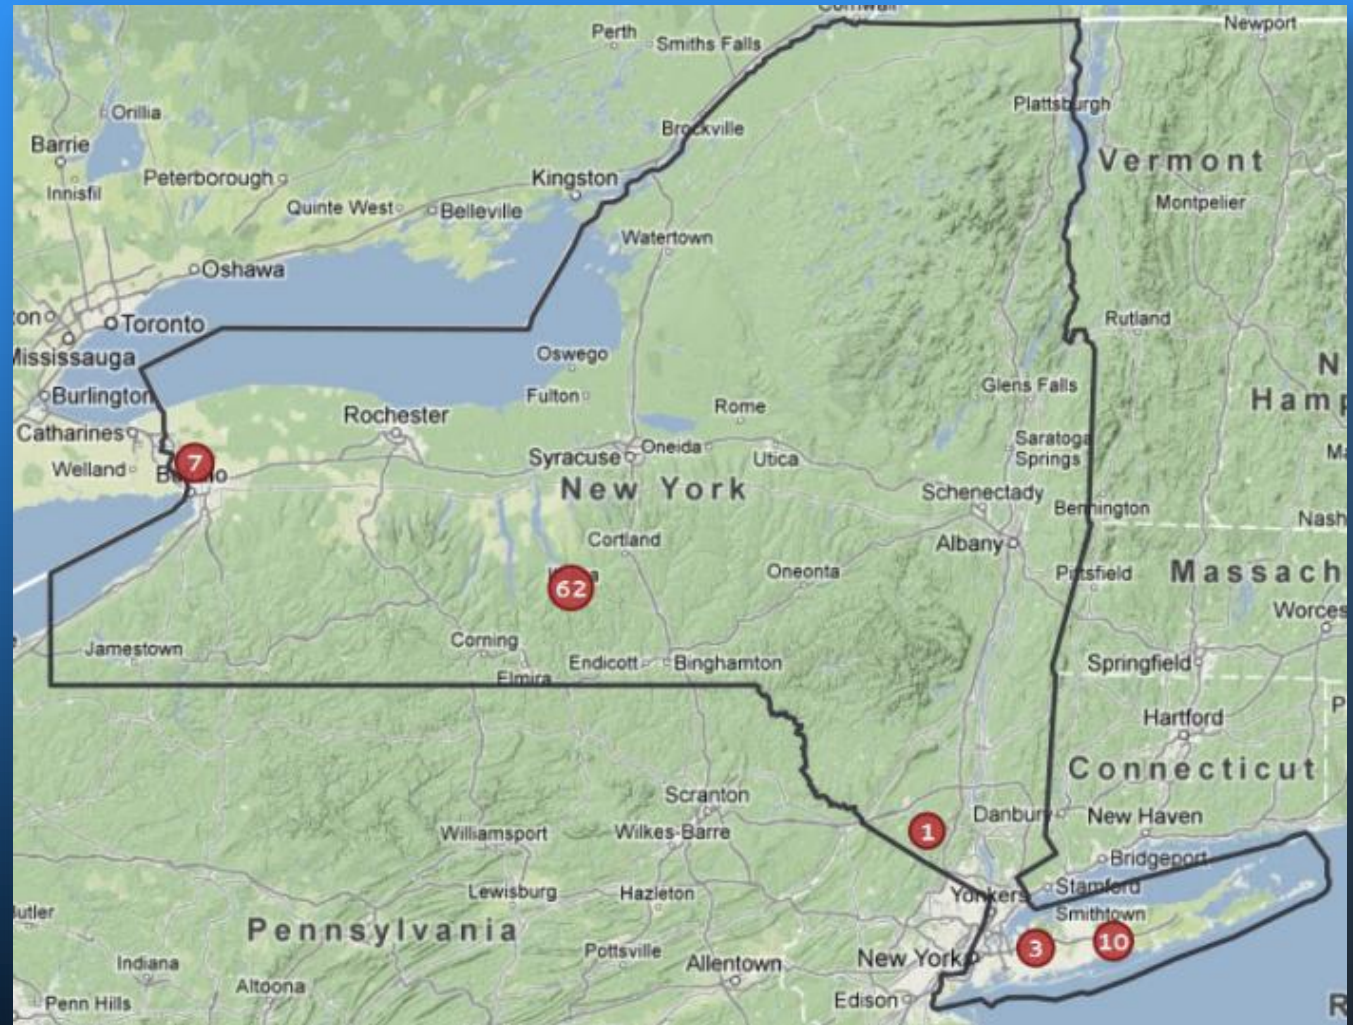 Cornwall
Newport
Perth
Smiths Falls
Orillia
Plattsburgh
Brockville
Barrie
Vermont
Peterborough
Kingston
Innisfil
Quinte West
Belleville
Montpelier
Watertown
Oshawa
Toronto
Rutland
Mississauga
Oswego
N
Burlington
Fulton
Glens Falls
Hamp
Rome
Rochester
Catharines
Saratoga
Springs
Oneida
Syracuse
Utica
7
Welland
New York
Schenectady
Bennington
Nash
Cortland
Albany
62
Oneonta
Pittsfield
Massach
Worces
Jamestown
Corning
Endicott
Binghamton
Springfield
Elmira
P
Hartford
Connecticut
Scranton
Danbury
New Haven
Williamsport
Wilkes-Barre
1
Bridgeport
Stamford
Lewisburg
Hazleton
Yonkers
Smithtown
Pennsylvania
3
10
Pottsville
New York
Indiana
Allentown
Altoona
Edison
Penn Hills
R